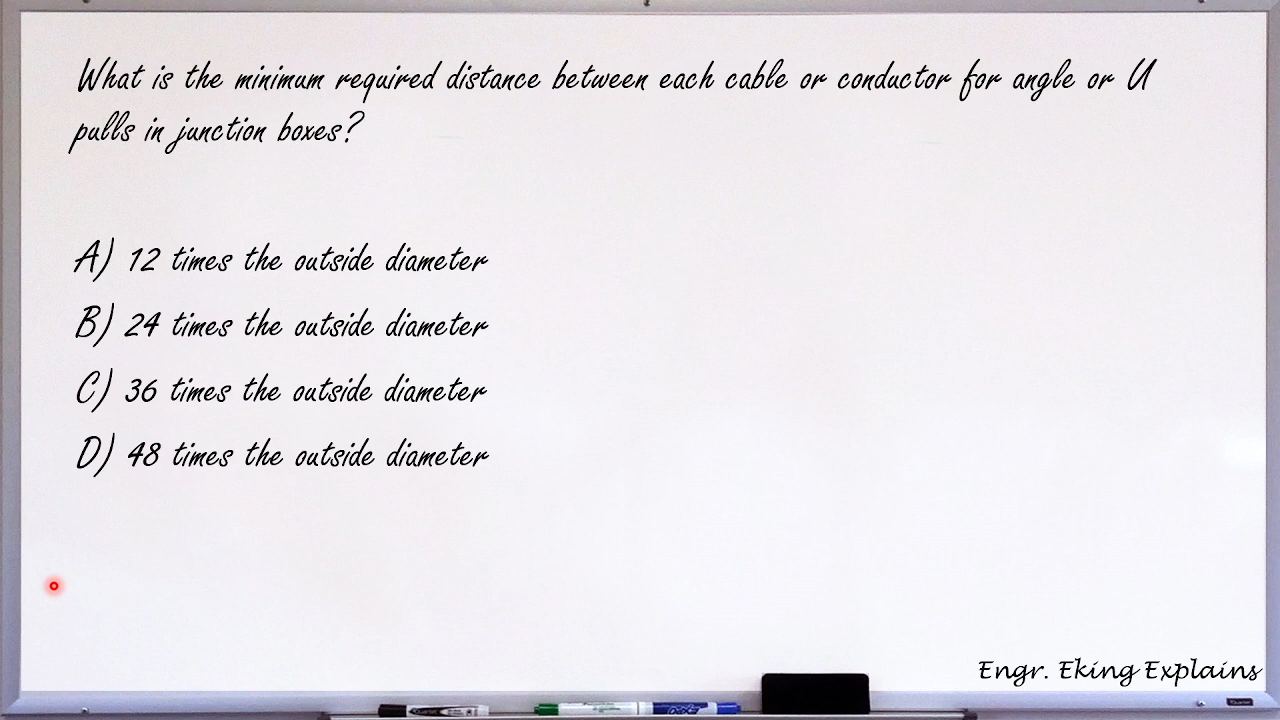 What is the minimum required distance between each cable or conductor for angle or U
pulls in junction boxes?
A) 12 times the outside diameter
B) 24 times the outside diameter
C) 36 times the outside diameter
D) 48 times the outside diameter
Engr. Eking Explains